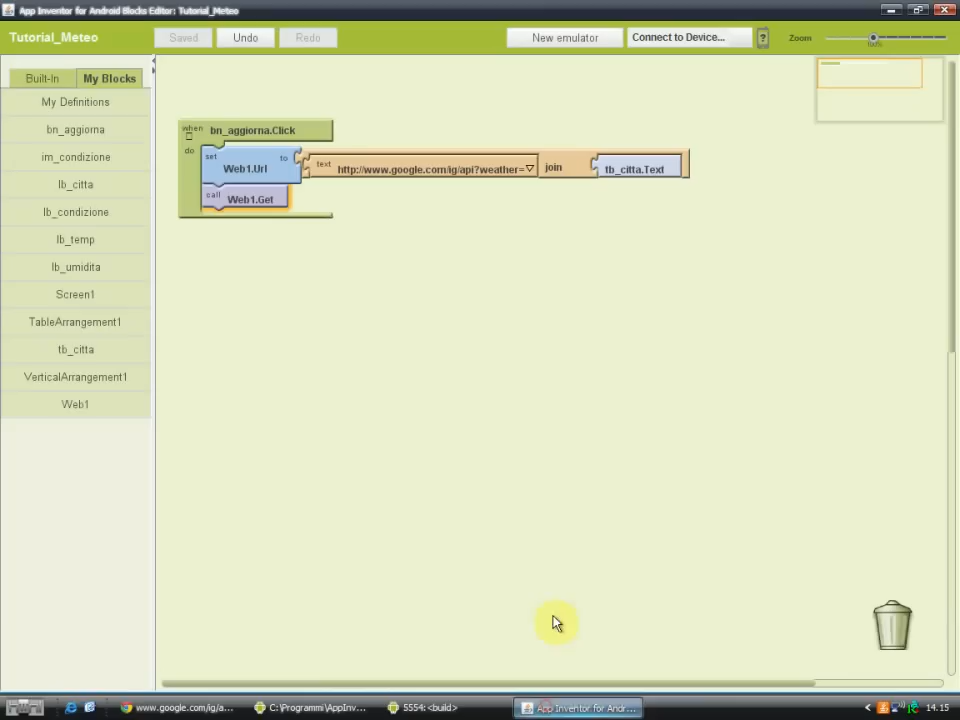 App Inventor for Android Blocks Editor: Tutorial_Meteo
Tutorial_Meteo
Saved
Undo
Redo
New emulator
Connect to Device...
?
Zoom
100%
Built-In
My Blocks
My Definitions
bn_aggiorna
im_condizione
lb_citta
lb_condizione
lb_temp
lb_umidita
Screen1
TableArrangement1
tb_citta
VerticalArrangement1
Web1
when bn_aggiorna.Click
do
set Web1.Url to
text http://www.google.com/ig/api?weather=
join
tb_citta.Text
call Web1.Get
www.google.com/ig/a...
C:\Programmi\AppInv...
5554:<build>
App Inventor for Andr...
14.15